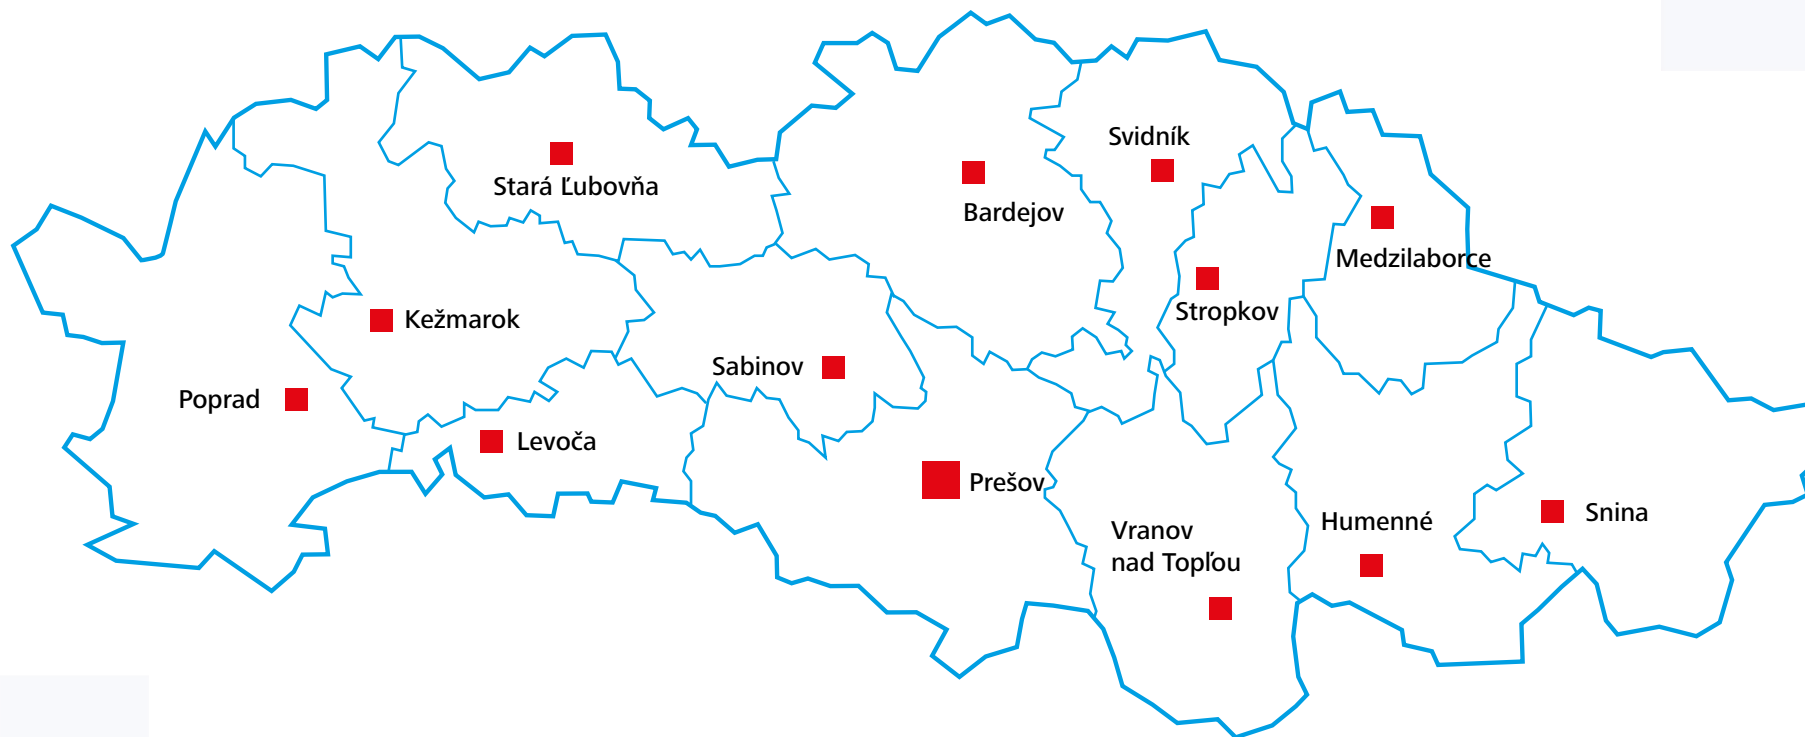 Svidník
Stará Ľubovňa
Bardejov
Medzilaborce
Stropkov
Kežmarok
Sabinov
Poprad
Levoča
Prešov
Humenné
Snina
Vranov
nad Topľou